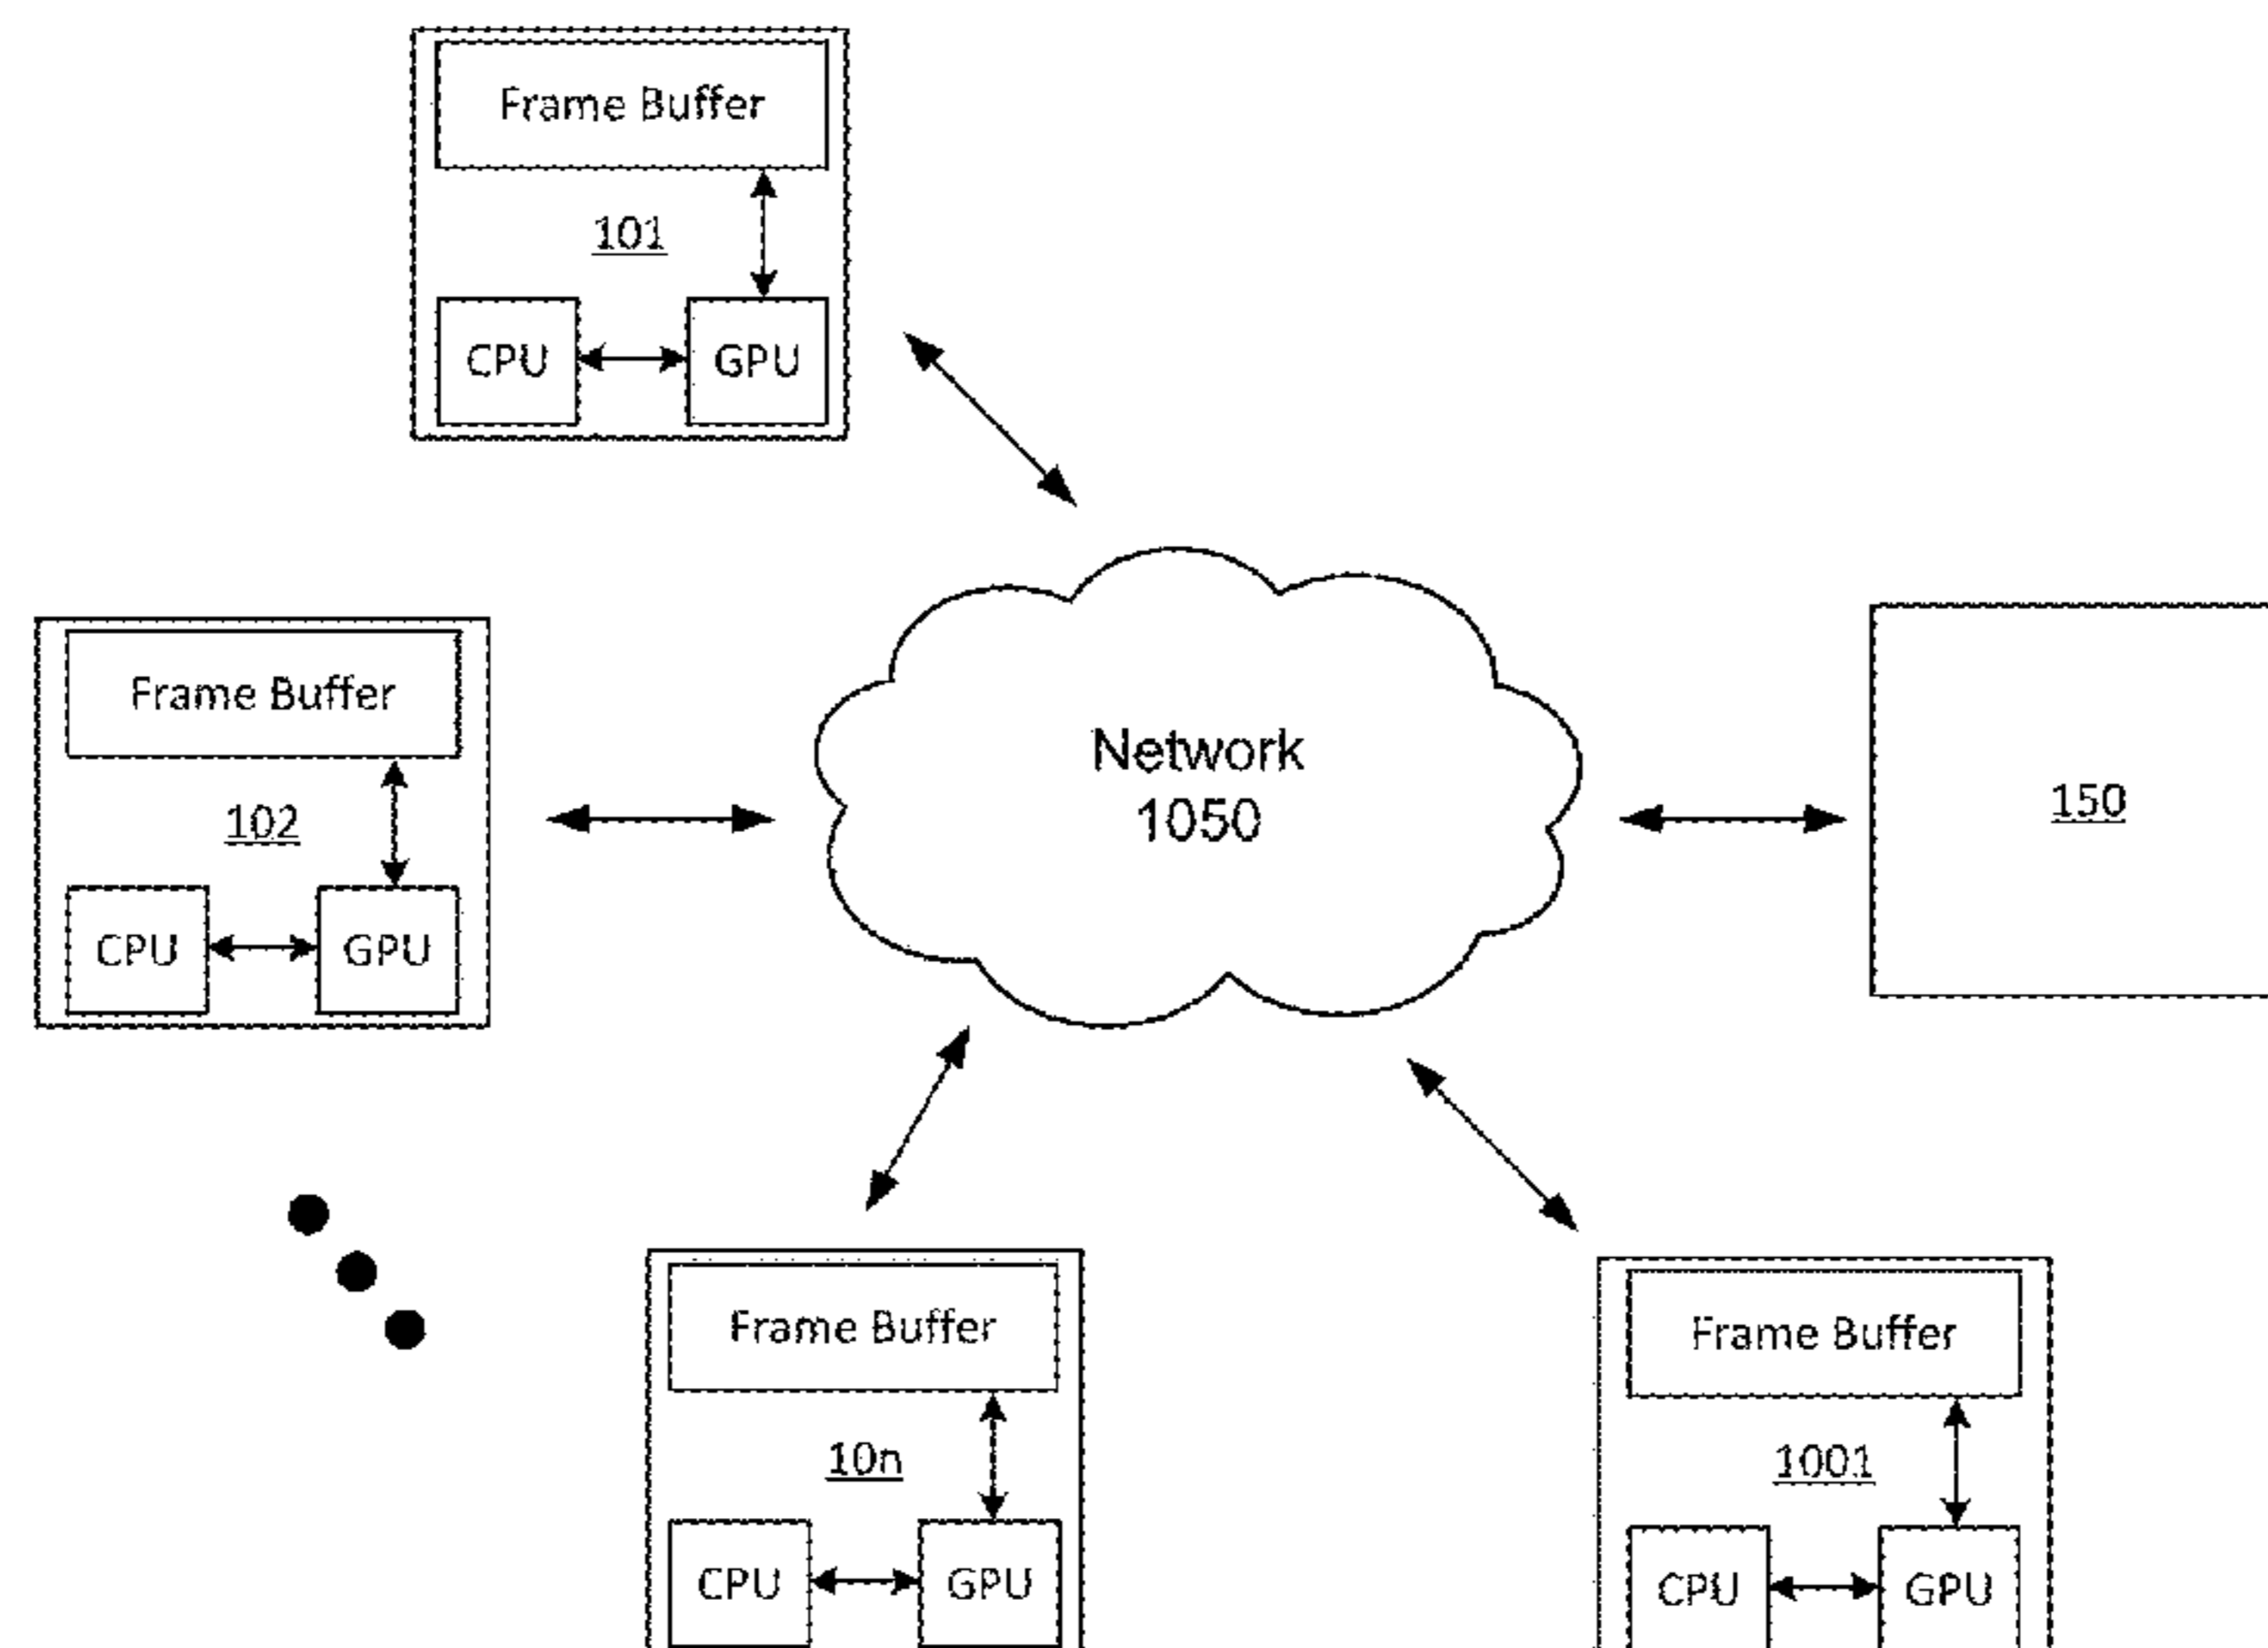 Frame Buffer
101
CPU
GPU
Frame Buffer
102
CPU
GPU
Network
1050
150
Frame Buffer
10n
CPU
GPU
Frame Buffer
1001
CPU
GPU